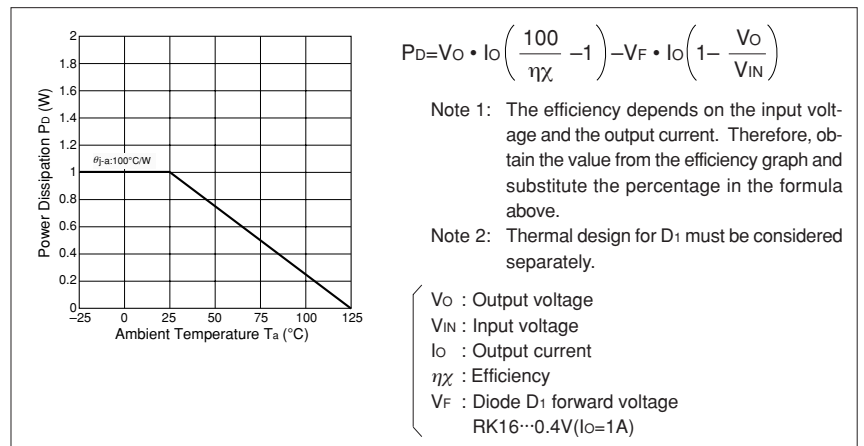 2
1.8
1.6
1.4
1.2
1
0.8
0.6
0.4
0.2
0
Power Dissipation PD (W)
θj-a:100°C/W
–25 0 25 50 75 100 125
Ambient Temperature Ta (°C)
PD=VO • IO(100/ηχ –1)–VF • IO(1– VO/VIN)
Note 1: The efficiency depends on the input volt-
age and the output current. Therefore, ob-
tain the value from the efficiency graph and
substitute the percentage in the formula
above.
Note 2: Thermal design for D1 must be considered
separately.
VO : Output voltage
VIN : Input voltage
IO : Output current
ηχ : Efficiency
VF : Diode D1 forward voltage
RK16···0.4V(IO=1A)